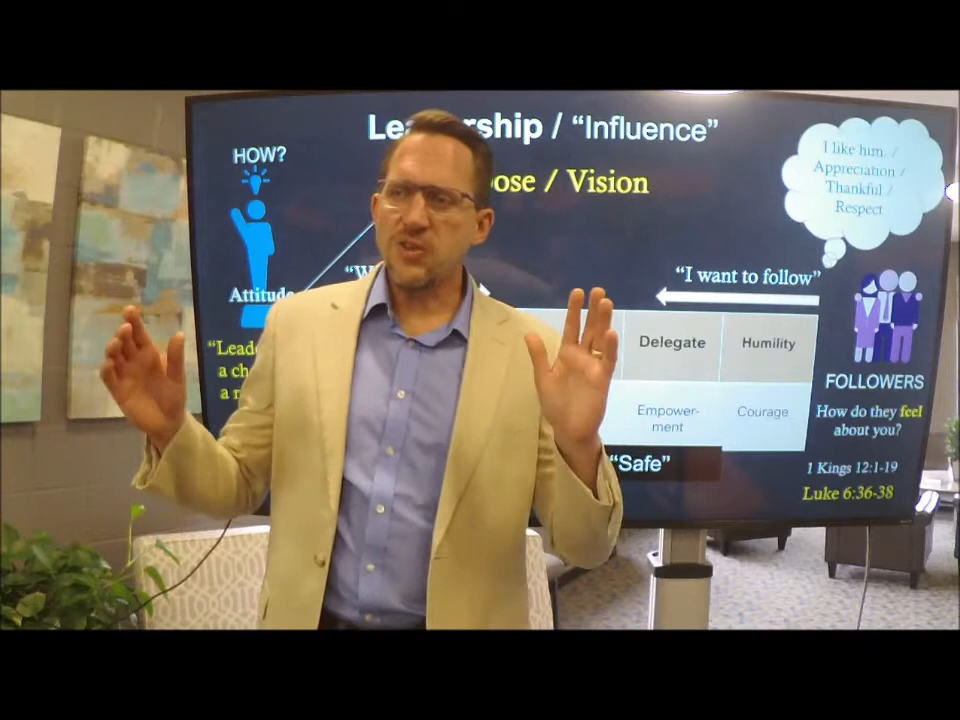 Leadership / “Influence”
HOW?
/ Vision
I like him. /
Appreciation /
Thankful /
Respect
“I want to follow”
Attitude
“Lead
a
a
Delegate
Humility
Empower-
ment
Courage
“Safe”
FOLLOWERS
How do they feel
about you?
1 Kings 12:1-19
Luke 6:36-38